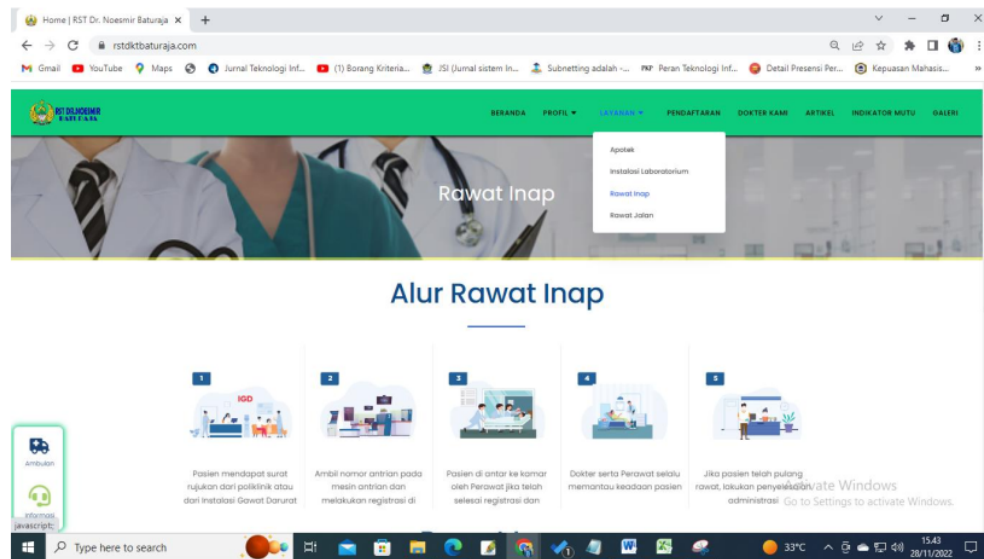 Home | RST Dr. Noesmir Baturaja
rstdktbaturaja.com
Gmail YouTube Maps Jurnal Teknologi Inf... (1) Borang Kriteria... JSI (Jurnal sistem In... Subnetting adalah -... PKP Peran Teknologi Inf... Detail Presensi Per... Kepuasan Mahasis... »
RST DR.NOESMIR
BATURAJA
BERANDA PROFIL LAYANAN PENDAFTARAN DOKTER KAMI ARTIKEL INDIKATOR MUTU GALERI
Apotek
Instalasi Laboratorium
Rawat Inap
Rawat Jalan
Rawat Inap
Alur Rawat Inap
1 2 3 4 5
IGD
Pasien mendapat surat
rujukan dari poliklinik atau
dari Instalasi Gawat Darurat
Ambil nomor antrian pada
mesin antrian dan
melakukan registrasi di
Pasien di antar ke kamar
oleh Perawat jika telah
selesai registrasi dan
Dokter serta Perawat selalu
memantau keadaan pasien
Jika pasien telah pulang
rawat, lakukan penyelesaian
administrasi
Ambulan
Informasi
javascript:;
Activate Windows
Go to Settings to activate Windows.
Type here to search
33°C
15.43
28/11/2022